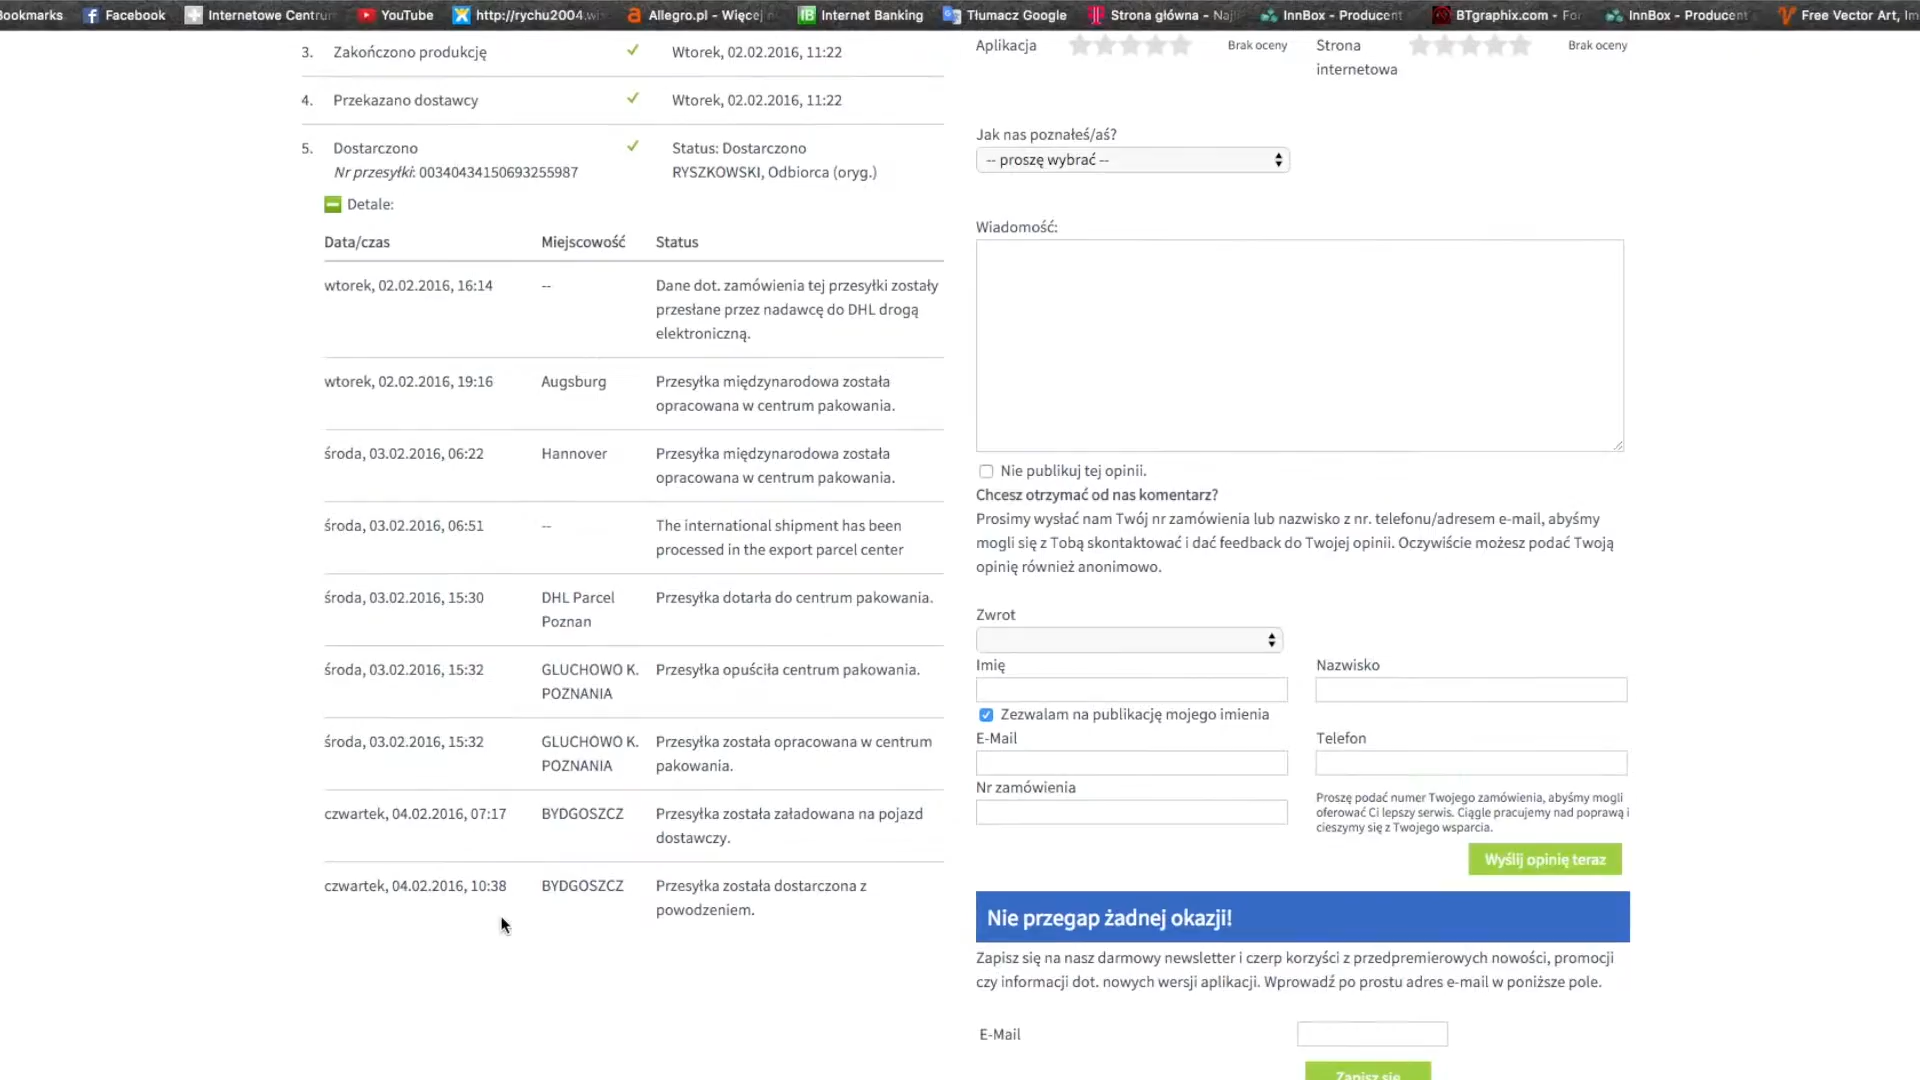 Bookmarks Facebook Internetowe Centrum YouTube http://rychu2004.wi Allegro.pl - Więcej n Internet Banking Tłumacz Google Strona główna - Naj InnBox - Producent BTgraphix.com - For InnBox - Producent Free Vector Art, Im
3. Zakończono produkcję Wtorek, 02.02.2016, 11:22
4. Przekazano dostawcy Wtorek, 02.02.2016, 11:22
5. Dostarczono Status: Dostarczono
Nr przesyłki: 00340434150693255987 RYSZKOWSKI, Odbiorca (oryg.)
Detale:
Data/czas Miejscowość Status
wtorek, 02.02.2016, 16:14 -- Dane dot. zamówienia tej przesyłki zostały
przesłane przez nadawcę do DHL drogą
elektroniczną.
wtorek, 02.02.2016, 19:16 Augsburg Przesyłka międzynarodowa została
opracowana w centrum pakowania.
środa, 03.02.2016, 06:22 Hannover Przesyłka międzynarodowa została
opracowana w centrum pakowania.
środa, 03.02.2016, 06:51 -- The international shipment has been
processed in the export parcel center
środa, 03.02.2016, 15:30 DHL Parcel Przesyłka dotarła do centrum pakowania.
Poznan
środa, 03.02.2016, 15:32 GLUCHOWO K. Przesyłka opuściła centrum pakowania.
POZNANIA
środa, 03.02.2016, 15:32 GLUCHOWO K. Przesyłka została opracowana w centrum
POZNANIA pakowania.
czwartek, 04.02.2016, 07:17 BYDGOSZCZ Przesyłka została załadowana na pojazd
dostawczy.
czwartek, 04.02.2016, 10:38 BYDGOSZCZ Przesyłka została dostarczona z
powodzeniem.
Aplikacja Brak oceny Strona Brak oceny
internetowa
Jak nas poznałeś/aś?
-- proszę wybrać --
Wiadomość:
Nie publikuj tej opinii.
Chcesz otrzymać od nas komentarz?
Prosimy wysłać nam Twój nr zamówienia lub nazwisko z nr. telefonu/adresem e-mail, abyśmy
mogli się z Tobą skontaktować i dać feedback do Twojej opinii. Oczywiście możesz podać Twoją
opinię również anonimowo.
Zwrot
Imię Nazwisko
Zezwalam na publikację mojego imienia
E-Mail Telefon
Nr zamówienia
Proszę podać numer Twojego zamówienia, abyśmy mogli
oferować Ci lepszy serwis. Ciągle pracujemy nad poprawą i
cieszymy się z Twojego wsparcia.
Wyślij opinię teraz
Nie przegap żadnej okazji!
Zapisz się na nasz darmowy newsletter i czerp korzyści z przedpremierowych nowości, promocji
czy informacji dot. nowych wersji aplikacji. Wprowadź po prostu adres e-mail w poniższe pole.
E-Mail
Zapisz się